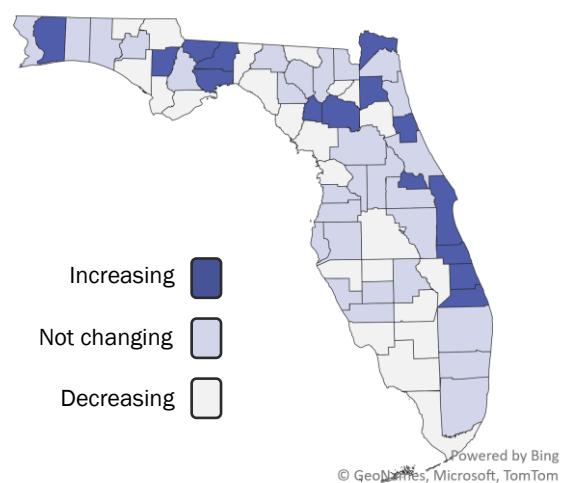 Increasing
Not changing
Decreasing
Powered by Bing
© GeoNames, Microsoft, TomTom